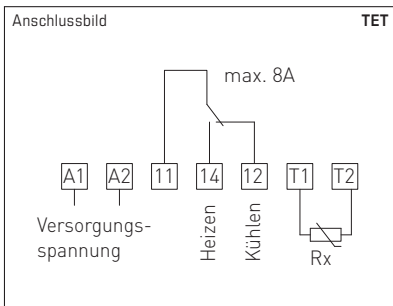 Anschlussbild TET
max. 8A
A1 A2 11 14 12 T1 T2
Versorgungs-
spannung
Heizen
Kühlen
Rx